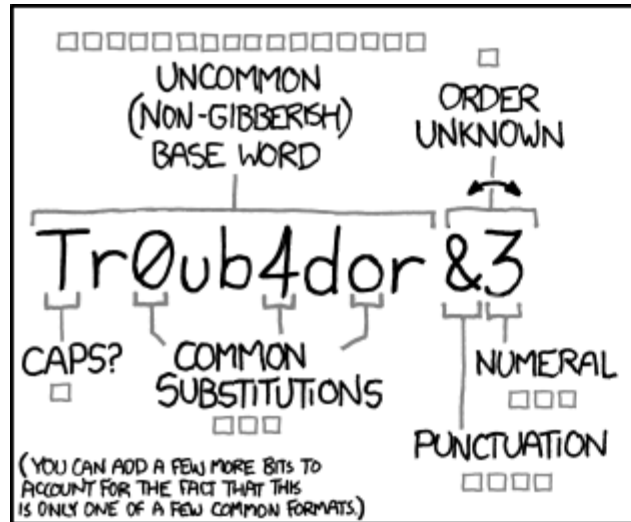 UNCOMMON
(NON-GIBBERISH)
BASE WORD
ORDER
UNKNOWN
Tr0ub4dor &3
CAPS?
COMMON
SUBSTITUTIONS
NUMERAL
PUNCTUATION
(YOU CAN ADD A FEW MORE BITS TO
ACCOUNT FOR THE FACT THAT THIS
IS ONLY ONE OF A FEW COMMON FORMATS.)